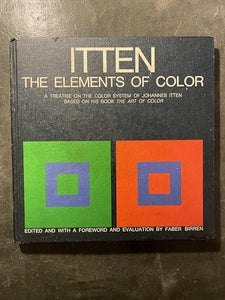 ITTEN
THE ELEMENTS OF COLOR
A TREATISE ON THE COLOR SYSTEM OF JOHANNES ITTEN
BASED ON HIS BOOK THE ART OF COLOR
EDITED AND WITH A FOREWORD AND EVALUATION BY FABER BIRREN